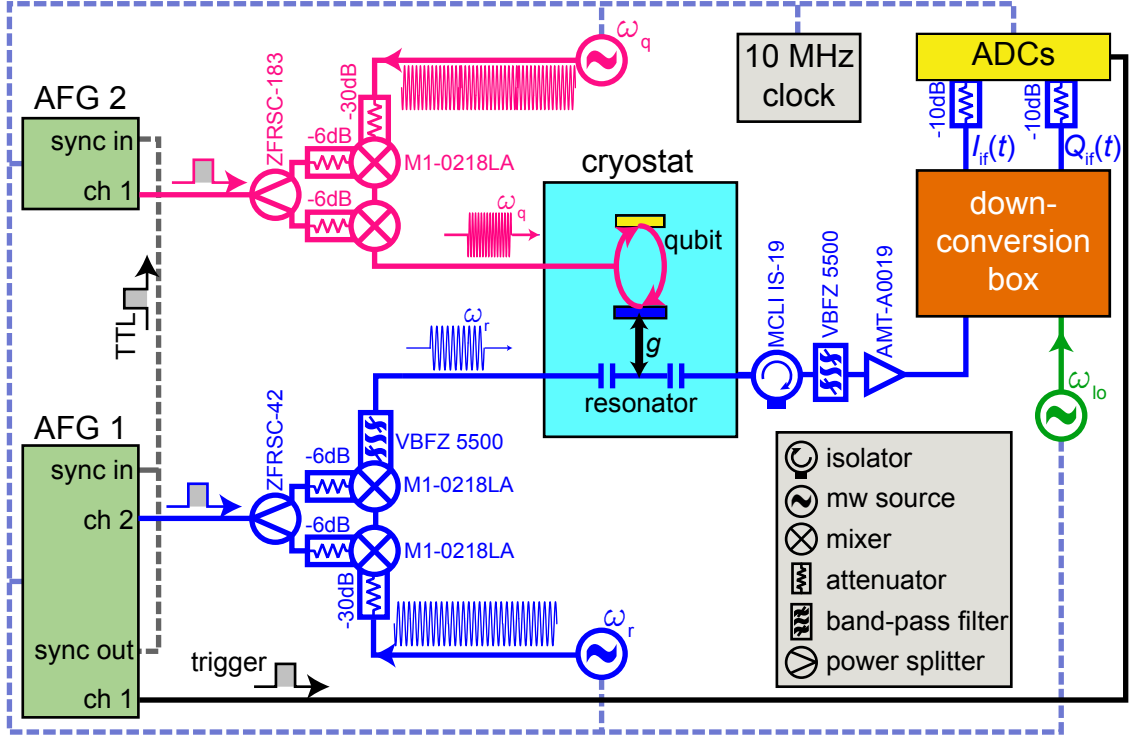 AFG 2
sync in
ch 1
ZFRSC-183
-6dB
-6dB
-30dB
M1-0218LA
ω_q
ω_q
10 MHz
clock
ADCs
-10dB
-10dB
I_if(t)
Q_if(t)
down-
conversion
box
cryostat
qubit
g
resonator
MCLI IS-19
VBFZ 5500
AMT-A0019
ω_lo
TTL
ω_r
AFG 1
sync in
ch 2
sync out
ch 1
trigger
ZFRSC-42
-6dB
-6dB
-30dB
VBFZ 5500
M1-0218LA
M1-0218LA
ω_r
isolator
mw source
mixer
attenuator
band-pass filter
power splitter